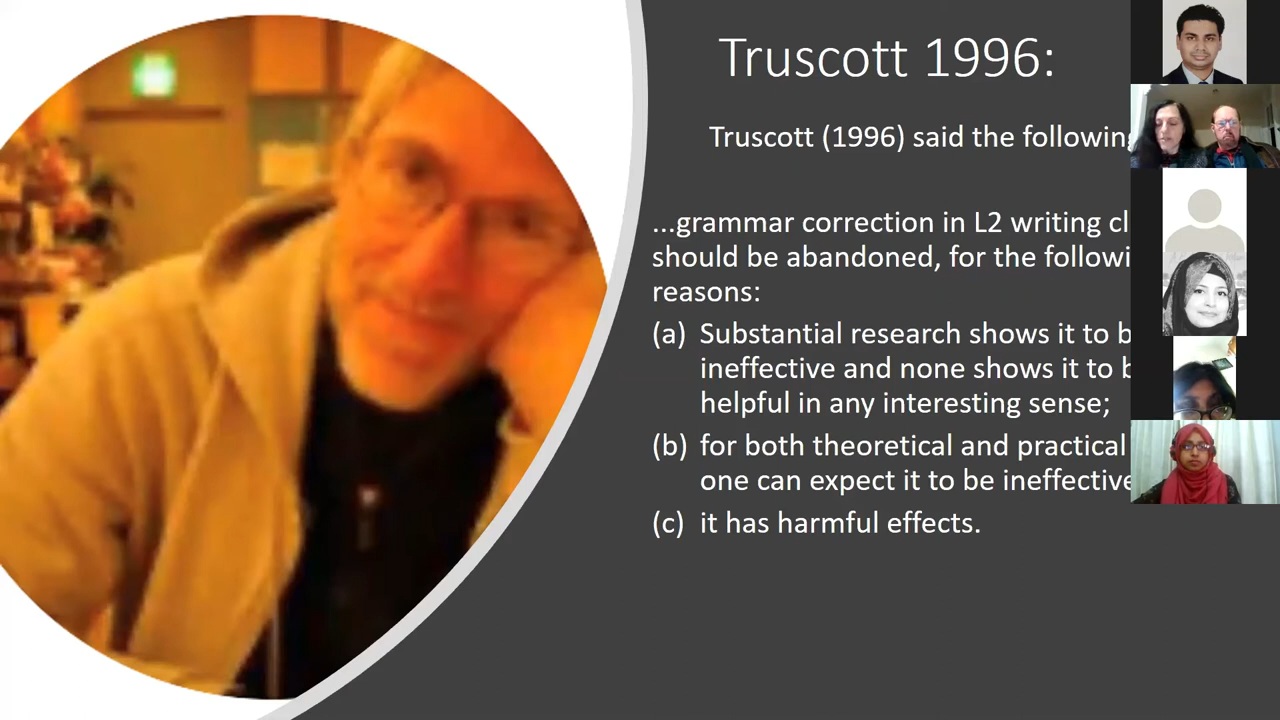 Truscott 1996:
Truscott (1996) said the following
...grammar correction in L2 writing cl
should be abandoned, for the followi
reasons:
(a) Substantial research shows it to b
ineffective and none shows it to b
helpful in any interesting sense;
(b) for both theoretical and practical
one can expect it to be ineffective
(c) it has harmful effects.